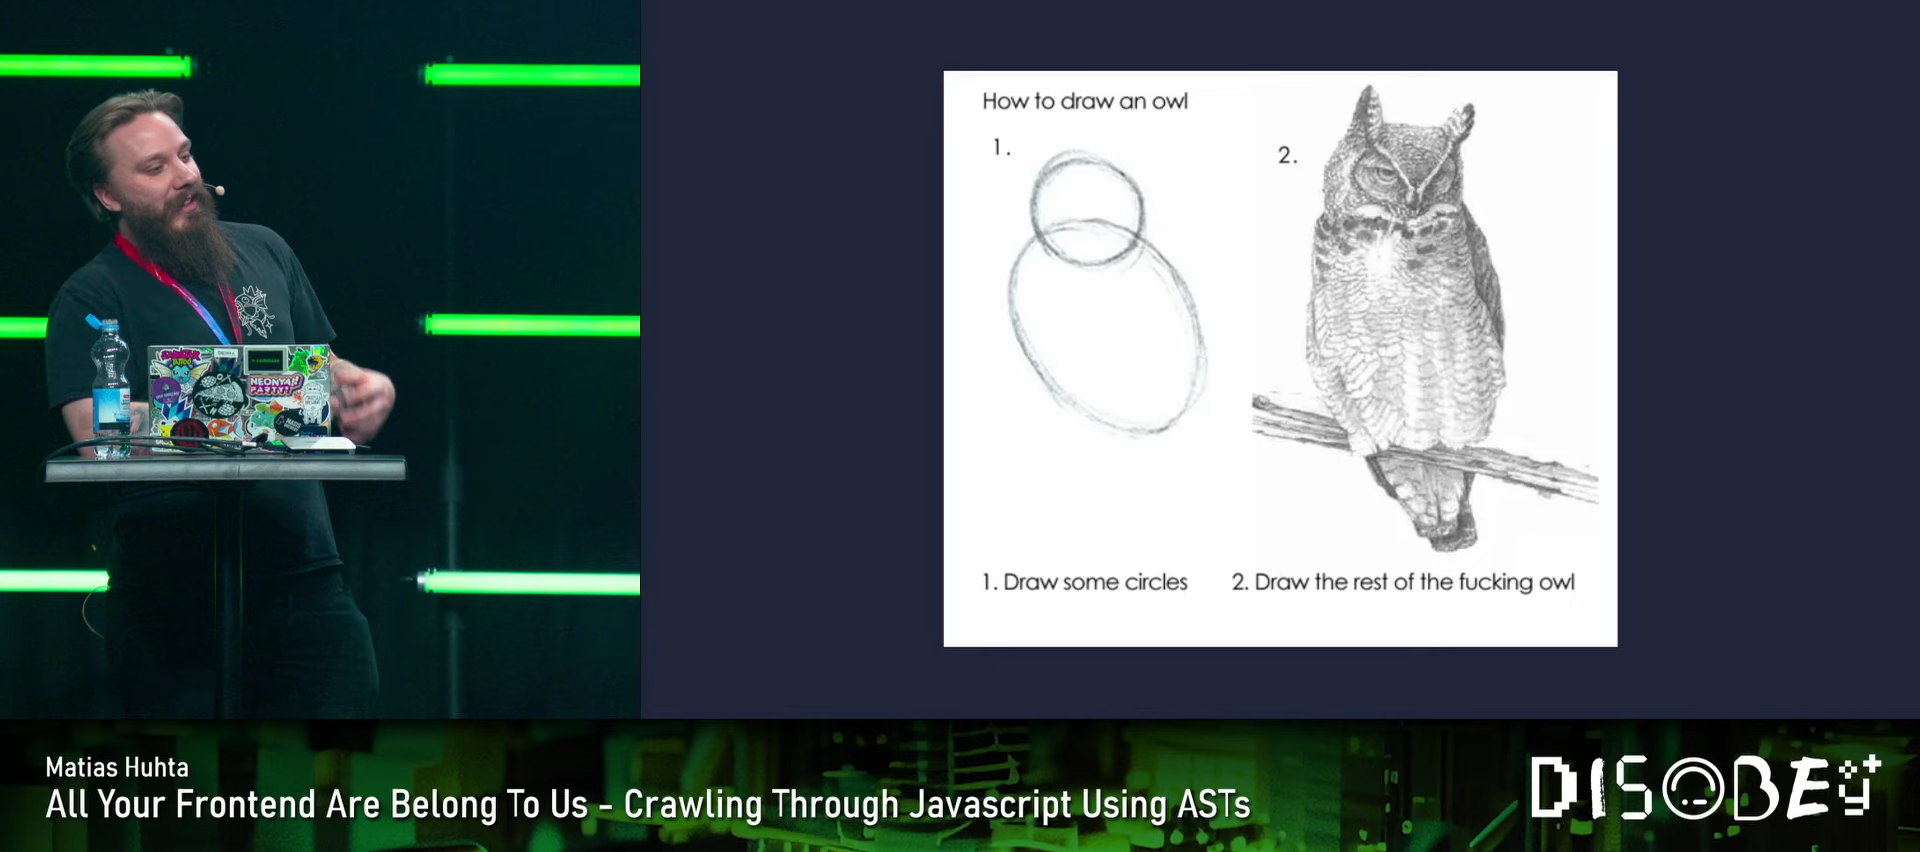 How to draw an owl
1.
2.
1. Draw some circles
2. Draw the rest of the fucking owl
NEONYA!!
PARTY!
Matias Huhta
All Your Frontend Are Belong To Us - Crawling Through Javascript Using ASTs
DISOBEY